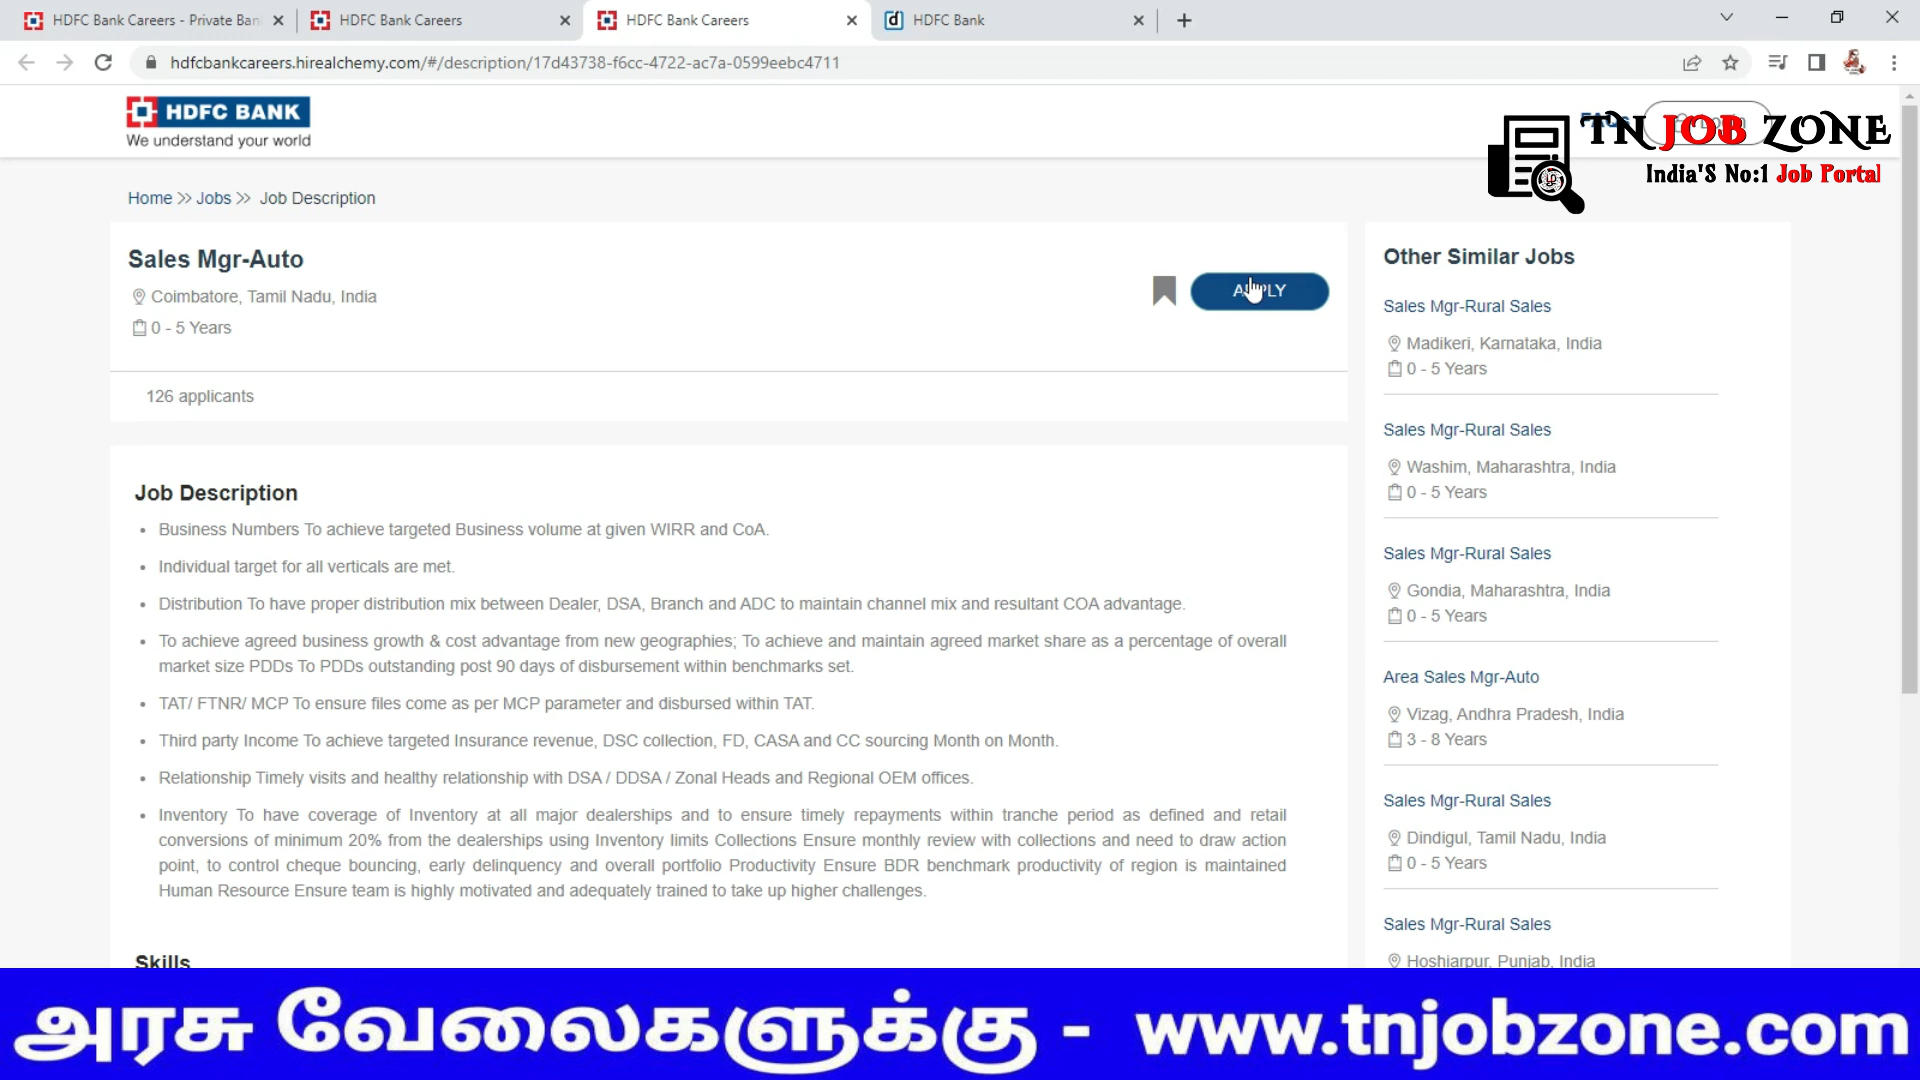 HDFC Bank Careers - Private Ban
HDFC Bank Careers
HDFC Bank Careers
HDFC Bank
hdfcbankcareers.hirealchemy.com/#/description/17d43738-f6cc-4722-ac7a-0599eebc4711
HDFC BANK
We understand your world
FAQs
TN JOB ZONE
India'S No:1 Job Portal
Home >> Jobs >> Job Description
Sales Mgr-Auto
Coimbatore, Tamil Nadu, India
0 - 5 Years
APPLY
126 applicants
Job Description
• Business Numbers To achieve targeted Business volume at given WIRR and CoA.
• Individual target for all verticals are met.
• Distribution To have proper distribution mix between Dealer, DSA, Branch and ADC to maintain channel mix and resultant COA advantage.
• To achieve agreed business growth & cost advantage from new geographies; To achieve and maintain agreed market share as a percentage of overall
market size PDDs To PDDs outstanding post 90 days of disbursement within benchmarks set.
• TAT/ FTNR/ MCP To ensure files come as per MCP parameter and disbursed within TAT.
• Third party Income To achieve targeted Insurance revenue, DSC collection, FD, CASA and CC sourcing Month on Month.
• Relationship Timely visits and healthy relationship with DSA / DDSA / Zonal Heads and Regional OEM offices.
• Inventory To have coverage of Inventory at all major dealerships and to ensure timely repayments within tranche period as defined and retail
conversions of minimum 20% from the dealerships using Inventory limits Collections Ensure monthly review with collections and need to draw action
point, to control cheque bouncing, early delinquency and overall portfolio Productivity Ensure BDR benchmark productivity of region is maintained
Human Resource Ensure team is highly motivated and adequately trained to take up higher challenges.
Skills
Other Similar Jobs
Sales Mgr-Rural Sales
Madikeri, Karnataka, India
0 - 5 Years
Sales Mgr-Rural Sales
Washim, Maharashtra, India
0 - 5 Years
Sales Mgr-Rural Sales
Gondia, Maharashtra, India
0 - 5 Years
Area Sales Mgr-Auto
Vizag, Andhra Pradesh, India
3 - 8 Years
Sales Mgr-Rural Sales
Dindigul, Tamil Nadu, India
0 - 5 Years
Sales Mgr-Rural Sales
Hoshiarpur, Punjab, India
அரசு வேலைகளுக்கு - www.tnjobzone.com